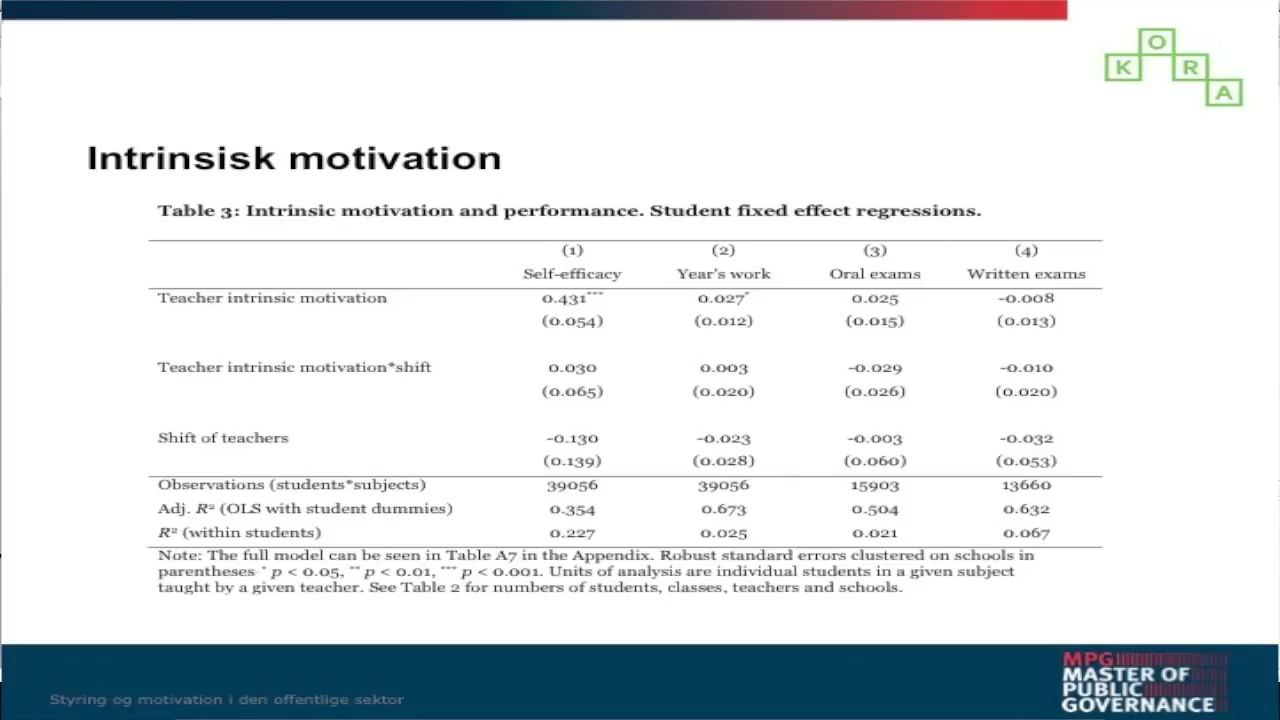 K O R A
Intrinsisk motivation
Table 3: Intrinsic motivation and performance. Student fixed effect regressions.
(1) (2) (3) (4)
Self-efficacy Year's work Oral exams Written exams
Teacher intrinsic motivation 0.431*** 0.027* 0.025 -0.008
(0.054) (0.012) (0.015) (0.013)
Teacher intrinsic motivation*shift 0.030 0.003 -0.029 -0.010
(0.065) (0.020) (0.026) (0.020)
Shift of teachers -0.130 -0.023 -0.003 -0.032
(0.139) (0.028) (0.060) (0.053)
Observations (students*subjects) 39056 39056 15903 13660
Adj. R² (OLS with student dummies) 0.354 0.673 0.504 0.632
R² (within students) 0.227 0.025 0.021 0.067
Note: The full model can be seen in Table A7 in the Appendix. Robust standard errors clustered on schools in
parentheses * p < 0.05, ** p < 0.01, *** p < 0.001. Units of analysis are individual students in a given subject
taught by a given teacher. See Table 2 for numbers of students, classes, teachers and schools.
Styring og motivation i den offentlige sektor
MPG
MASTER OF
PUBLIC
GOVERNANCE